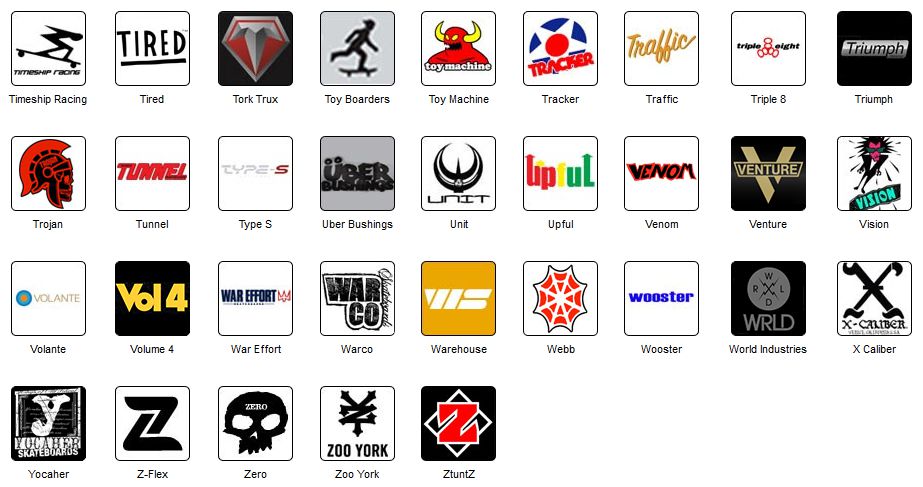 TIMESHIP RACING
TIRED
toy machine
TRACKER
Traffic
triple eight
Triumph
Timeship Racing
Tired
Tork Trux
Toy Boarders
Toy Machine
Tracker
Traffic
Triple 8
Triumph
Trojan
TUNNEL
TYPE-S
ÜBER
BUSHINGS
UNIT
Upful
VENOM
VENTURE
VISION
Trojan
Tunnel
Type S
Uber Bushings
Unit
Upful
Venom
Venture
Vision
VOLANTE
Vol 4
WAR EFFORT
WAR
CO
WS
wooster
W
R L
D
WRLD
X-CALIBER
Volante
Volume 4
War Effort
Warco
Warehouse
Webb
Wooster
World Industries
X Caliber
Y
YOCAHER
SKATEBOARDS
Z
ZERO
ZOO YORK
Z
Yocaher
Z-Flex
Zero
Zoo York
ZtuntZ